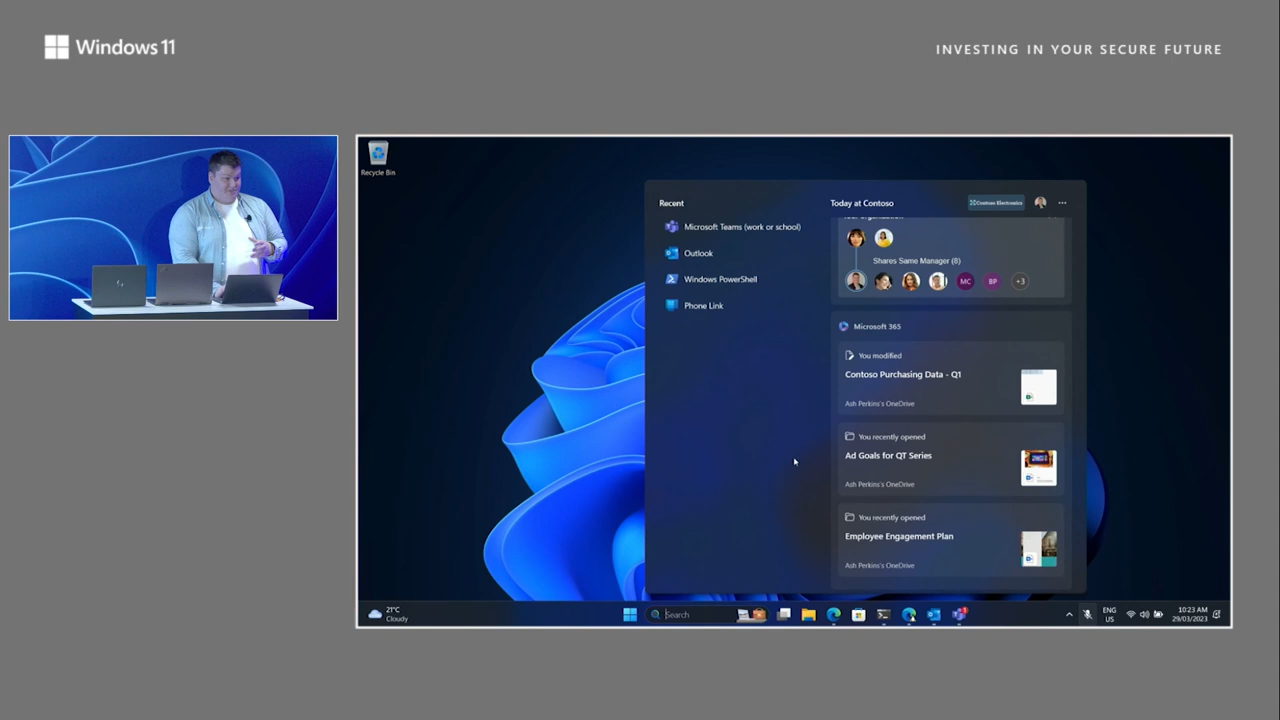 Windows 11
INVESTING IN YOUR SECURE FUTURE
Recycle Bin
Recent
Microsoft Teams (work or school)
Outlook
Windows PowerShell
Phone Link
Today at Contoso
Contoso Electronics
Shares Same Manager (8)
MC
BP
+3
Microsoft 365
You modified
Contoso Purchasing Data - Q1
Ash Perkins's OneDrive
You recently opened
Ad Goals for QT Series
Ash Perkins's OneDrive
You recently opened
Employee Engagement Plan
Ash Perkins's OneDrive
21°C
Cloudy
Search
ENG
US
10:23 AM
29/03/2023